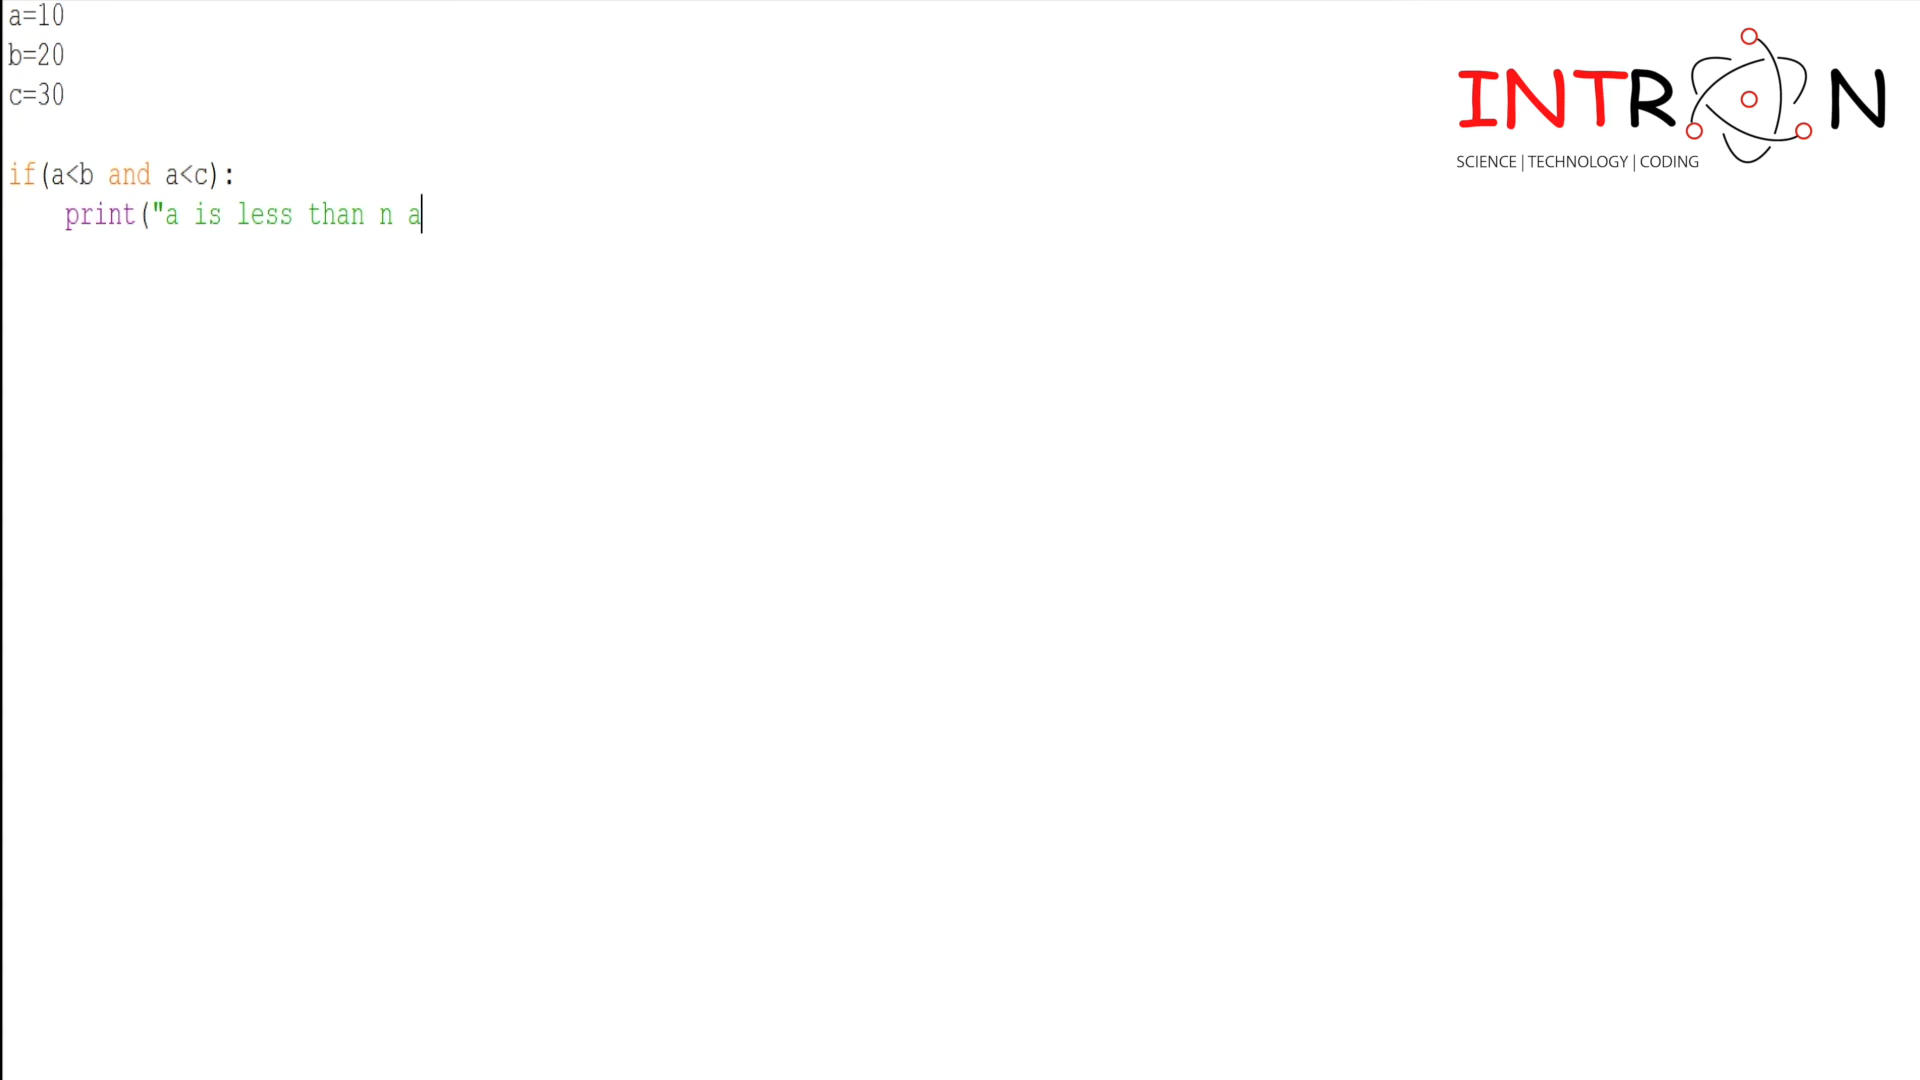 a=10
b=20
c=30
if(a<b and a<c):
    print("a is less than n a
INTRON
SCIENCE | TECHNOLOGY | CODING